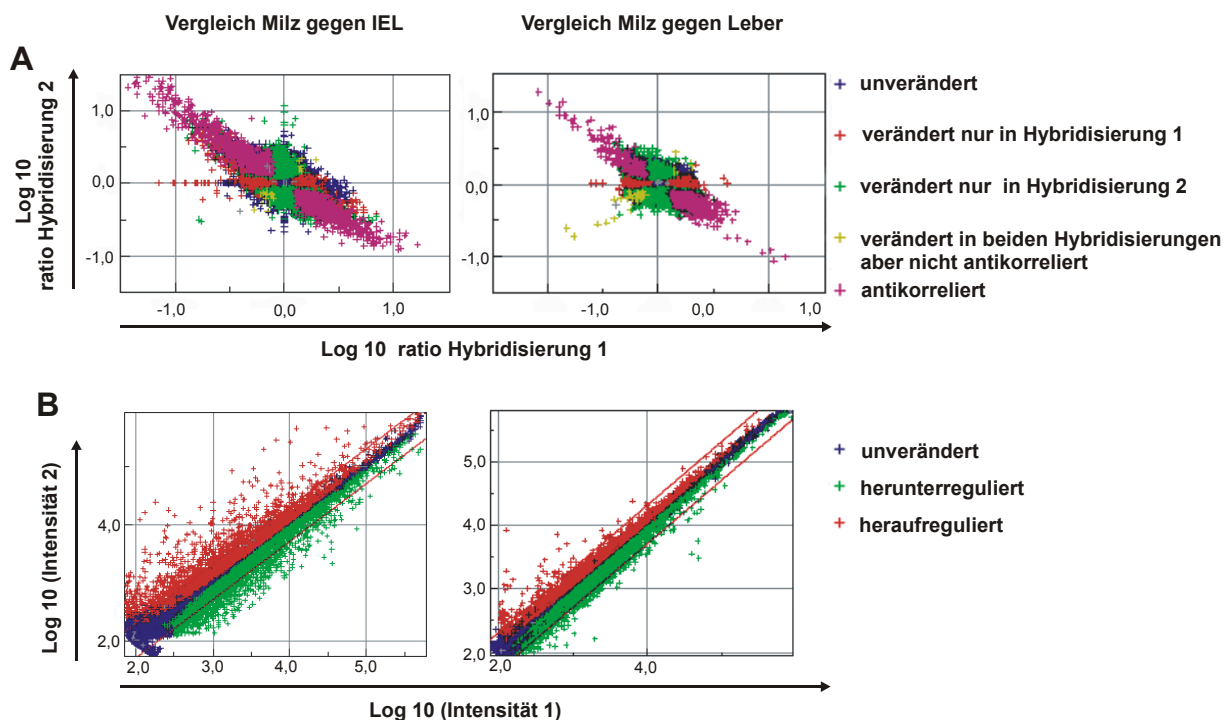 Vergleich Milz gegen IEL
Vergleich Milz gegen Leber
A
Log 10
ratio Hybridisierung 2
1,0
0,0
-1,0
-1,0
0,0
1,0
1,0
0,0
-1,0
-1,0
0,0
1,0
unverändert
verändert nur in Hybridisierung 1
verändert nur in Hybridisierung 2
verändert in beiden Hybridisierungen
aber nicht antikorreliert
antikorreliert
Log 10 ratio Hybridisierung 1
B
Log 10 (Intensität 2)
4,0
2,0
2,0
3,0
4,0
5,0
5,0
4,0
3,0
2,0
2,0
4,0
unverändert
herunterreguliert
heraufreguliert
Log 10 (Intensität 1)